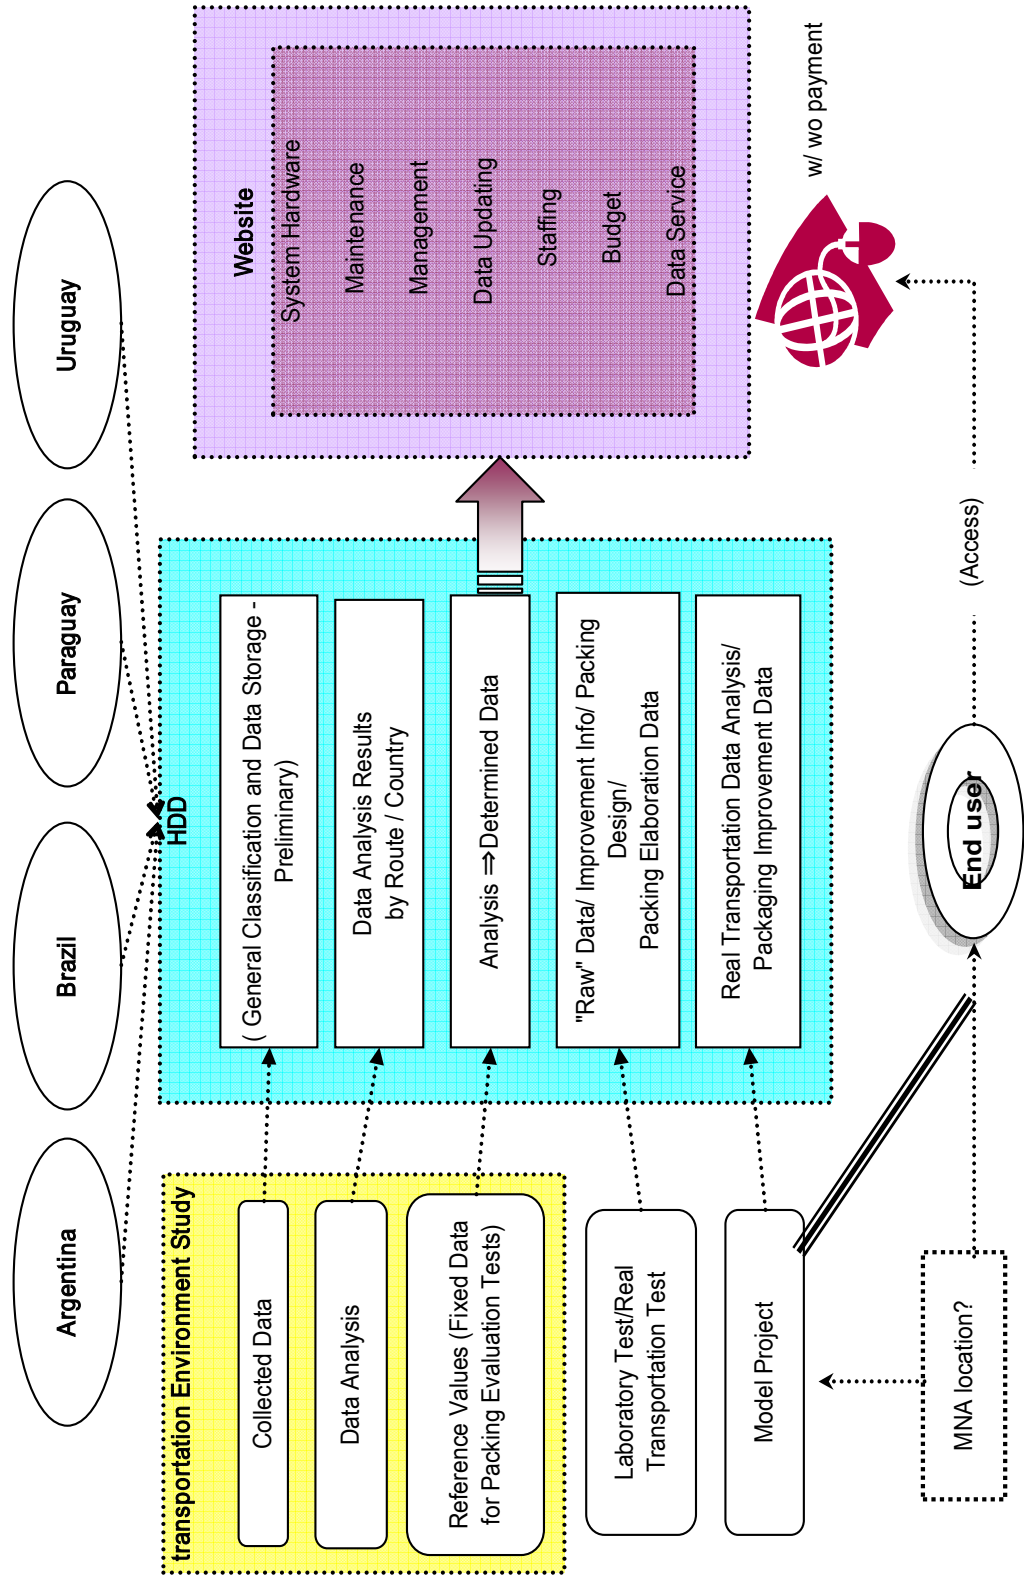 Argentina
Brazil
Paraguay
Uruguay
transportation Environment Study
Collected Data
Data Analysis
Reference Values (Fixed Data
for Packing Evaluation Tests)
Laboratory Test/Real
Transportation Test
Model Project
MNA location?
HDD
( General Classification and Data Storage -
Preliminary)
Data Analysis Results
by Route / Country
Analysis ⇒Determined Data
"Raw" Data/ Improvement Info/ Packing
Design/
Packing Elaboration Data
Real Transportation Data Analysis/
Packaging Improvement Data
End user
(Access)
Website
System Hardware
Maintenance
Management
Data Updating
Staffing
Budget
Data Service
w/ wo payment